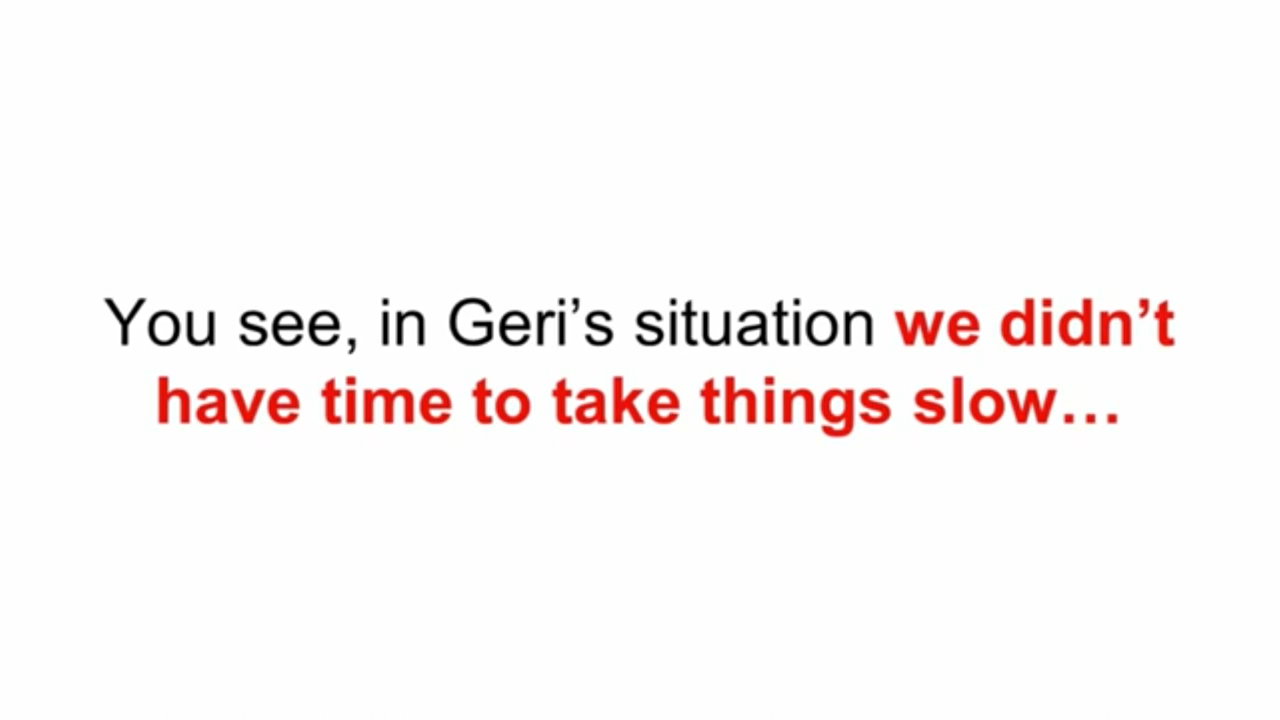 You see, in Geri’s situation we didn’t
have time to take things slow…